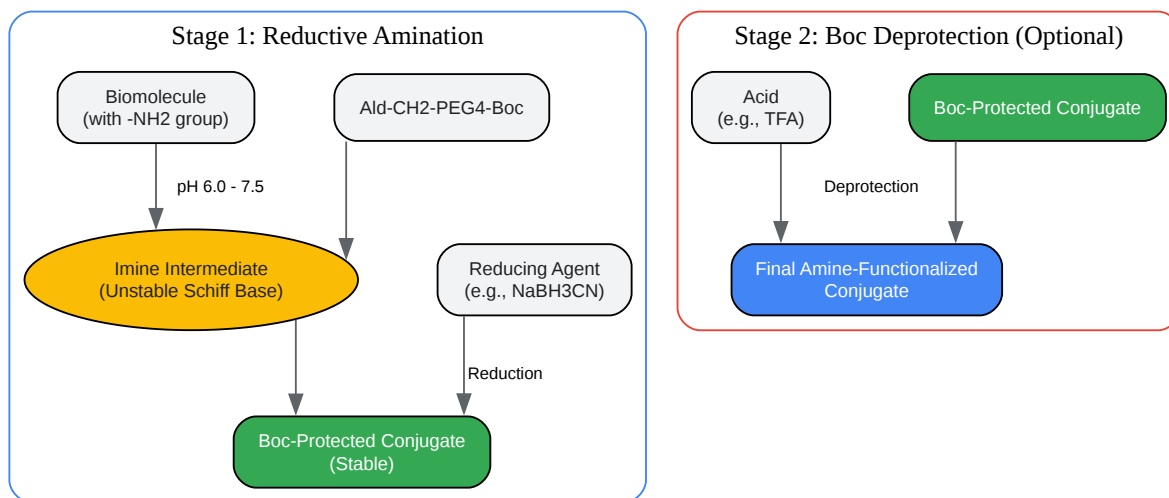 Stage 1: Reductive Amination
Biomolecule
(with -NH2 group)
Ald-CH2-PEG4-Boc
pH 6.0 - 7.5
Imine Intermediate
(Unstable Schiff Base)
Reducing Agent
(e.g., NaBH3CN)
Reduction
Boc-Protected Conjugate
(Stable)
Stage 2: Boc Deprotection (Optional)
Acid
(e.g., TFA)
Boc-Protected Conjugate
Deprotection
Final Amine-Functionalized
Conjugate